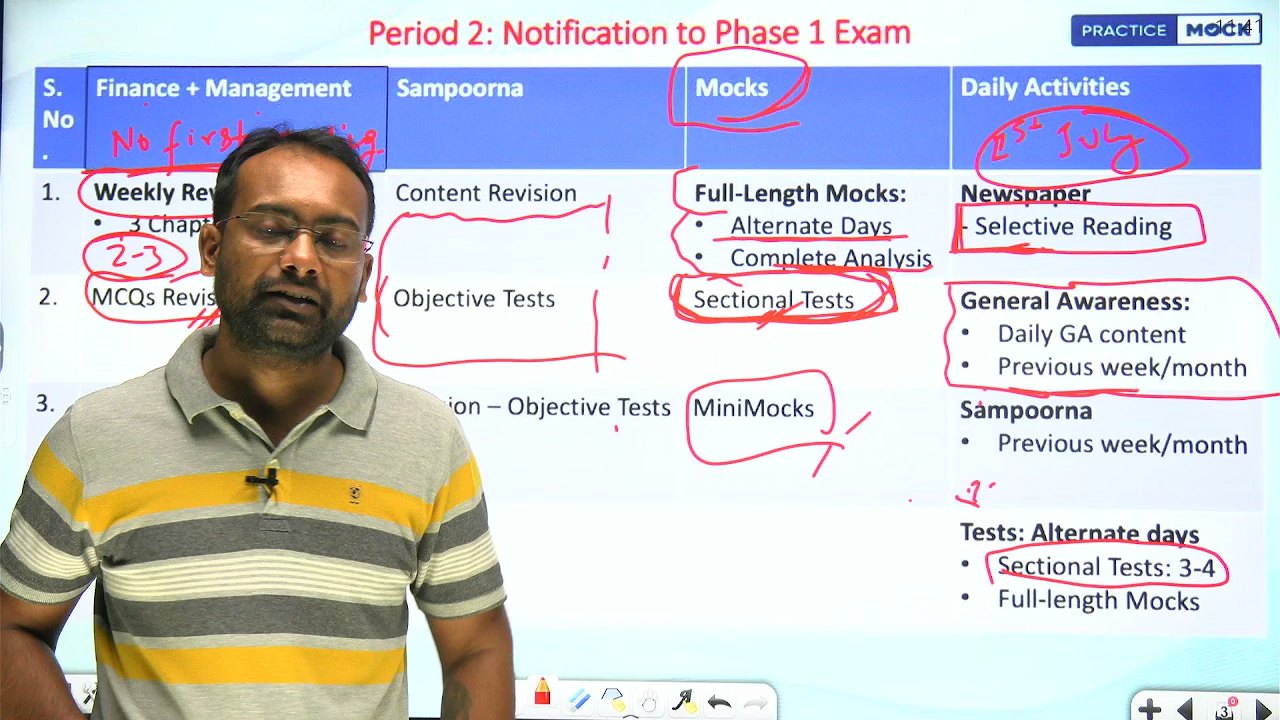 Period 2: Notification to Phase 1 Exam
PRACTICE MOCK
11:41
S. No.
Finance + Management
Sampoorna
Mocks
Daily Activities
No first
1st July
1.
Weekly Rev
3 Chapt
2-3
Content Revision
Full-Length Mocks:
Alternate Days
Complete Analysis
Newspaper
- Selective Reading
2.
MCQs Revis
Objective Tests
Sectional Tests
General Awareness:
Daily GA content
Previous week/month
3.
ion – Objective Tests
MiniMocks
Sampoorna
Previous week/month
Tests: Alternate days
Sectional Tests: 3-4
Full-length Mocks
3